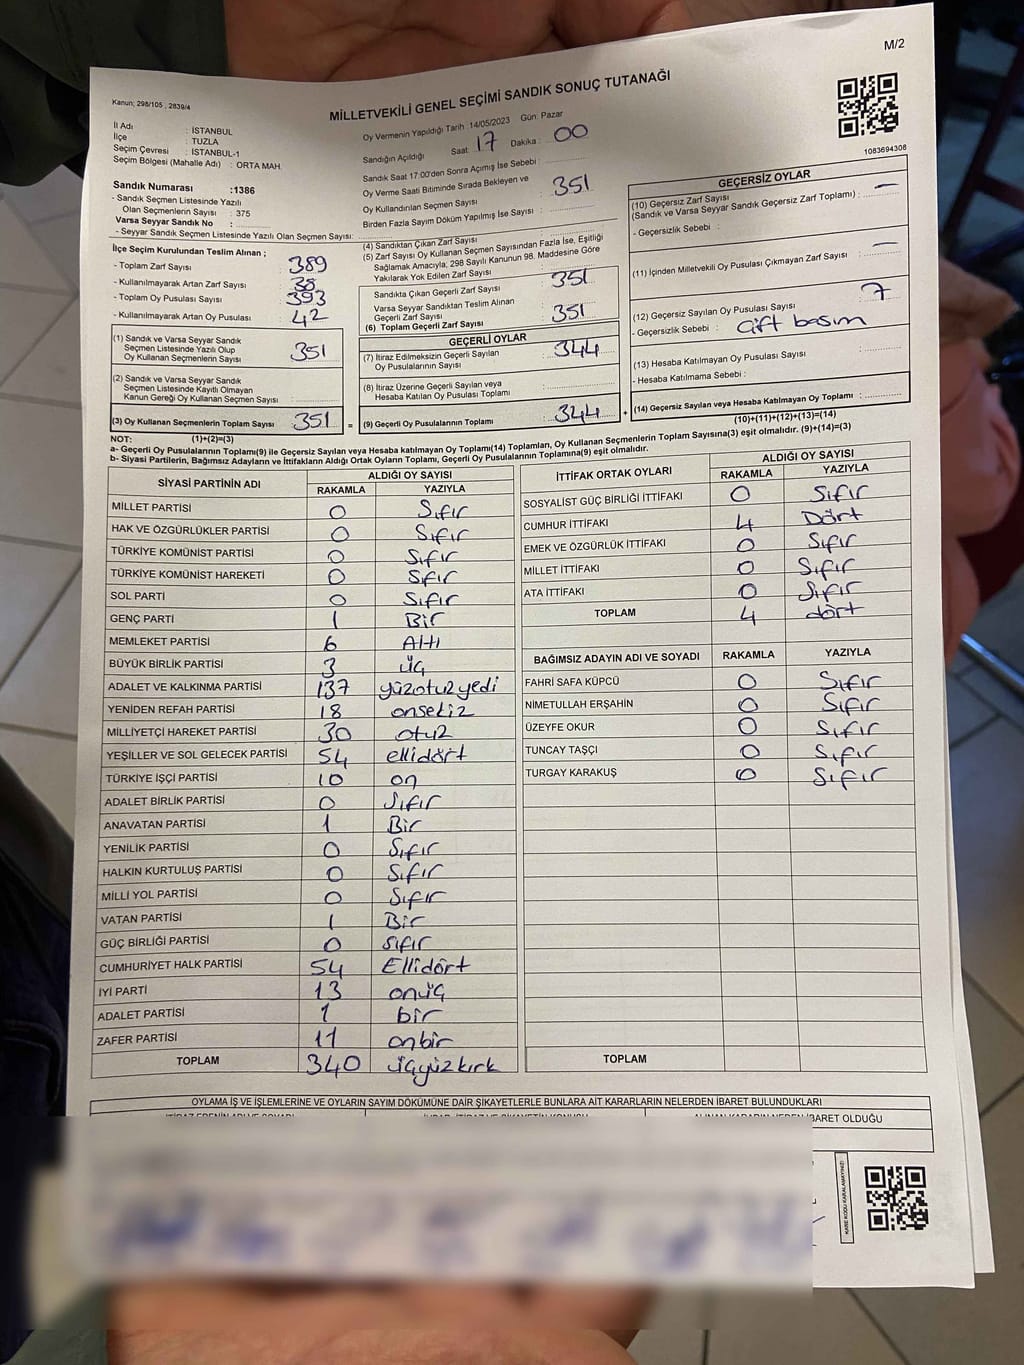 M/2
Kanun; 298/105 , 2839/4
MİLLETVEKİLİ GENEL SEÇİMİ SANDIK SONUÇ TUTANAĞI
İl Adı : İSTANBUL
İlçe : TUZLA
Seçim Çevresi : İSTANBUL-1
Seçim Bölgesi (Mahalle Adı) : ORTA MAH.
Sandık Numarası :1386
- Sandık Seçmen Listesinde Yazılı
Olan Seçmenlerin Sayısı : 375
Varsa Seyyar Sandık No :
- Seyyar Sandık Seçmen Listesinde Yazılı Olan Seçmen Sayısı:
Oy Vermenin Yapıldığı Tarih :14/05/2023 Gün: Pazar
Sandığın Açıldığı Saat : 17 Dakika : 00
Sandık Saat 17:00'den Sonra Açımış İse Sebebi :
Oy Verme Saati Bitiminde Sırada Bekleyen ve
Oy Kullandırılan Seçmen Sayısı : 351
Birden Fazla Sayım Döküm Yapılmış İse Sayısı :
1083694308
İlçe Seçim Kurulundan Teslim Alınan ;
- Toplam Zarf Sayısı : 389
- Kullanılmayarak Artan Zarf Sayısı : 38
- Toplam Oy Pusulası Sayısı : 393
- Kullanılmayarak Artan Oy Pusulası : 42
(1) Sandık ve Varsa Seyyar Sandık
Seçmen Listesinde Yazılı Olup
Oy Kullanan Seçmenlerin Sayısı : 351
(2) Sandık ve Varsa Seyyar Sandık
Seçmen Listesinde Kayıtlı Olmayan
Kanun Gereği Oy Kullanan Seçmen Sayısı :
(3) Oy Kullanan Seçmenlerin Toplam Sayısı : 351 =
(1)+(2)=(3)
(4) Sandıktan Çıkan Zarf Sayısı :
(5) Zarf Sayısı Oy Kullanan Seçmen Sayısından Fazla İse, Eşitliği
Sağlamak Amacıyla; 298 Sayılı Kanunun 98. Maddesine Göre
Yakılarak Yok Edilen Zarf Sayısı :
Sandıkta Çıkan Geçerli Zarf Sayısı : 351
Varsa Seyyar Sandıktan Teslim Alınan
Geçerli Zarf Sayısı :
(6) Toplam Geçerli Zarf Sayısı : 351
GEÇERLİ OYLAR
(7) İtiraz Edilmeksizin Geçerli Sayılan
Oy Pusulalarının Sayısı : 344
(8) İtiraz Üzerine Geçerli Sayılan veya
Hesaba Katılan Oy Pusulası Toplamı :
(9) Geçerli Oy Pusulalarının Toplamı : 344 +
GEÇERSİZ OYLAR
(10) Geçersiz Zarf Sayısı
(Sandık ve Varsa Seyyar Sandık Geçersiz Zarf Toplamı) : —
- Geçersizlik Sebebi :
(11) İçinden Milletvekili Oy Pusulası Çıkmayan Zarf Sayısı : —
(12) Geçersiz Sayılan Oy Pusulası Sayısı : 7
- Geçersizlik Sebebi : Çift basım
(13) Hesaba Katılmayan Oy Pusulası Sayısı :
- Hesaba Katılmama Sebebi :
(14) Geçersiz Sayılan veya Hesaba Katılmayan Oy Toplamı :
(10)+(11)+(12)+(13)=(14)
NOT:
a- Geçerli Oy Pusulalarının Toplamı(9) ile Geçersiz Sayılan veya Hesaba katılmayan Oy Toplamı(14) Toplamları, Oy Kullanan Seçmenlerin Toplam Sayısına(3) eşit olmalıdır. (9)+(14)=(3)
b- Siyasi Partilerin, Bağımsız Adayların ve İttifakların Aldığı Ortak Oyların Toplamı, Geçerli Oy Pusulalarının Toplamına(9) eşit olmalıdır.
SİYASİ PARTİNİN ADI ALDIĞI OY SAYISI
RAKAMLA YAZIYLA
MİLLET PARTİSİ 0 Sıfır
HAK VE ÖZGÜRLÜKLER PARTİSİ 0 Sıfır
TÜRKİYE KOMÜNİST PARTİSİ 0 Sıfır
TÜRKİYE KOMÜNİST HAREKETİ 0 Sıfır
SOL PARTİ 0 Sıfır
GENÇ PARTİ 1 Bir
MEMLEKET PARTİSİ 6 Altı
BÜYÜK BİRLİK PARTİSİ 3 üç
ADALET VE KALKINMA PARTİSİ 137 yüzotuzyedi
YENİDEN REFAH PARTİSİ 18 onsekiz
MİLLİYETÇİ HAREKET PARTİSİ 30 otuz
YEŞİLLER VE SOL GELECEK PARTİSİ 54 ellidört
TÜRKİYE İŞÇİ PARTİSİ 10 on
ADALET BİRLİK PARTİSİ 0 Sıfır
ANAVATAN PARTİSİ 1 Bir
YENİLİK PARTİSİ 0 Sıfır
HALKIN KURTULUŞ PARTİSİ 0 Sıfır
MİLLİ YOL PARTİSİ 0 Sıfır
VATAN PARTİSİ 1 Bir
GÜÇ BİRLİĞİ PARTİSİ 0 sıfır
CUMHURİYET HALK PARTİSİ 54 Ellidört
İYİ PARTİ 13 onüç
ADALET PARTİSİ 1 bir
ZAFER PARTİSİ 11 onbir
TOPLAM 340 üçyüzkırk
İTTİFAK ORTAK OYLARI ALDIĞI OY SAYISI
RAKAMLA YAZIYLA
SOSYALİST GÜÇ BİRLİĞİ İTTİFAKI 0 Sıfır
CUMHUR İTTİFAKI 4 Dört
EMEK VE ÖZGÜRLÜK İTTİFAKI 0 Sıfır
MİLLET İTTİFAKI 0 Sıfır
ATA İTTİFAKI 0 Sıfır
TOPLAM 4 dört
BAĞIMSIZ ADAYIN ADI VE SOYADI RAKAMLA YAZIYLA
FAHRİ SAFA KÜPCÜ 0 Sıfır
NİMETULLAH ERŞAHİN 0 Sıfır
ÜZEYFE OKUR 0 Sıfır
TUNCAY TAŞÇI 0 Sıfır
TURGAY KARAKUŞ 0 Sıfır
TOPLAM
OYLAMA İŞ VE İŞLEMLERİNE VE OYLARIN SAYIM DÖKÜMÜNE DAİR ŞİKAYETLERLE BUNLARA AİT KARARLARIN NELERDEN İBARET BULUNDUKLARI
ALINAN KARARIN NEDEN İBARET OLDUĞU